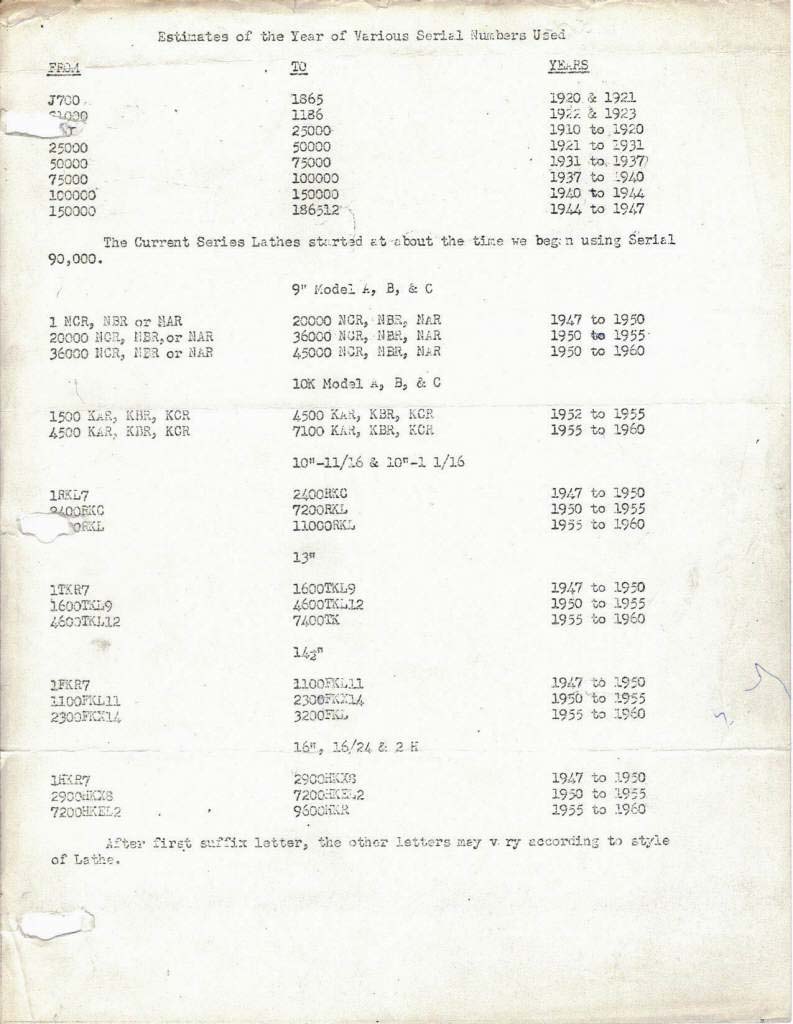 Estimates of the Year of Various Serial Numbers Used
FROM TO YEARS
J700 1865 1920 & 1921
1000 1186 1922 & 1923
25000 1910 to 1920
25000 50000 1921 to 1931
50000 75000 1931 to 1937
75000 100000 1937 to 1940
100000 150000 1940 to 1944
150000 186512 1944 to 1947
The Current Series Lathes started at about the time we began using Serial
90,000.
9" Model A, B, & C
1 NCR, NBR or NAR 20000 NCR, NBR, NAR 1947 to 1950
20000 NCR, NBR, or NAR 36000 NCR, NBR, NAR 1950 to 1955
36000 NCR, NBR or NAR 45000 NCR, NBR, NAR 1950 to 1960
10K Model A, B, & C
1500 KAR, KBR, KCR 4500 KAR, KBR, KCR 1952 to 1955
4500 KAR, KBR, KCR 7100 KAR, KBR, KCR 1955 to 1960
10"-11/16 & 10"-1 1/16
1RKL7 2400RKC 1947 to 1950
2400RKC 7200RKL 1950 to 1955
0RKL 11000RKL 1955 to 1960
13"
1TKR7 1600TKL9 1947 to 1950
1600TKL9 4600TKL12 1950 to 1955
4600TKL12 7400TK 1955 to 1960
14½"
1FKR7 1100FKL11 1947 to 1950
1100FKL11 2300FKX14 1950 to 1955
2300FKX14 3200FKL 1955 to 1960
16", 16/24 & 2 H
1HKR7 2900HKX8 1947 to 1950
2900HKX8 7200HKEL2 1950 to 1955
7200HKEL2 9600HKR 1955 to 1960
After first suffix letter, the other letters may v ry according to style
of Lathe.